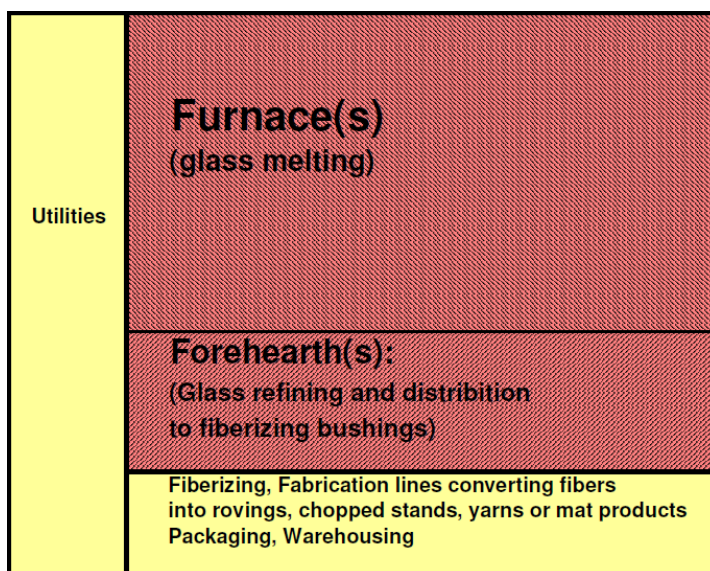 Utilities
Furnace(s)
(glass melting)
Forehearth(s):
(Glass refining and distribition
to fiberizing bushings)
Fiberizing, Fabrication lines converting fibers
into rovings, chopped stands, yarns or mat products
Packaging, Warehousing